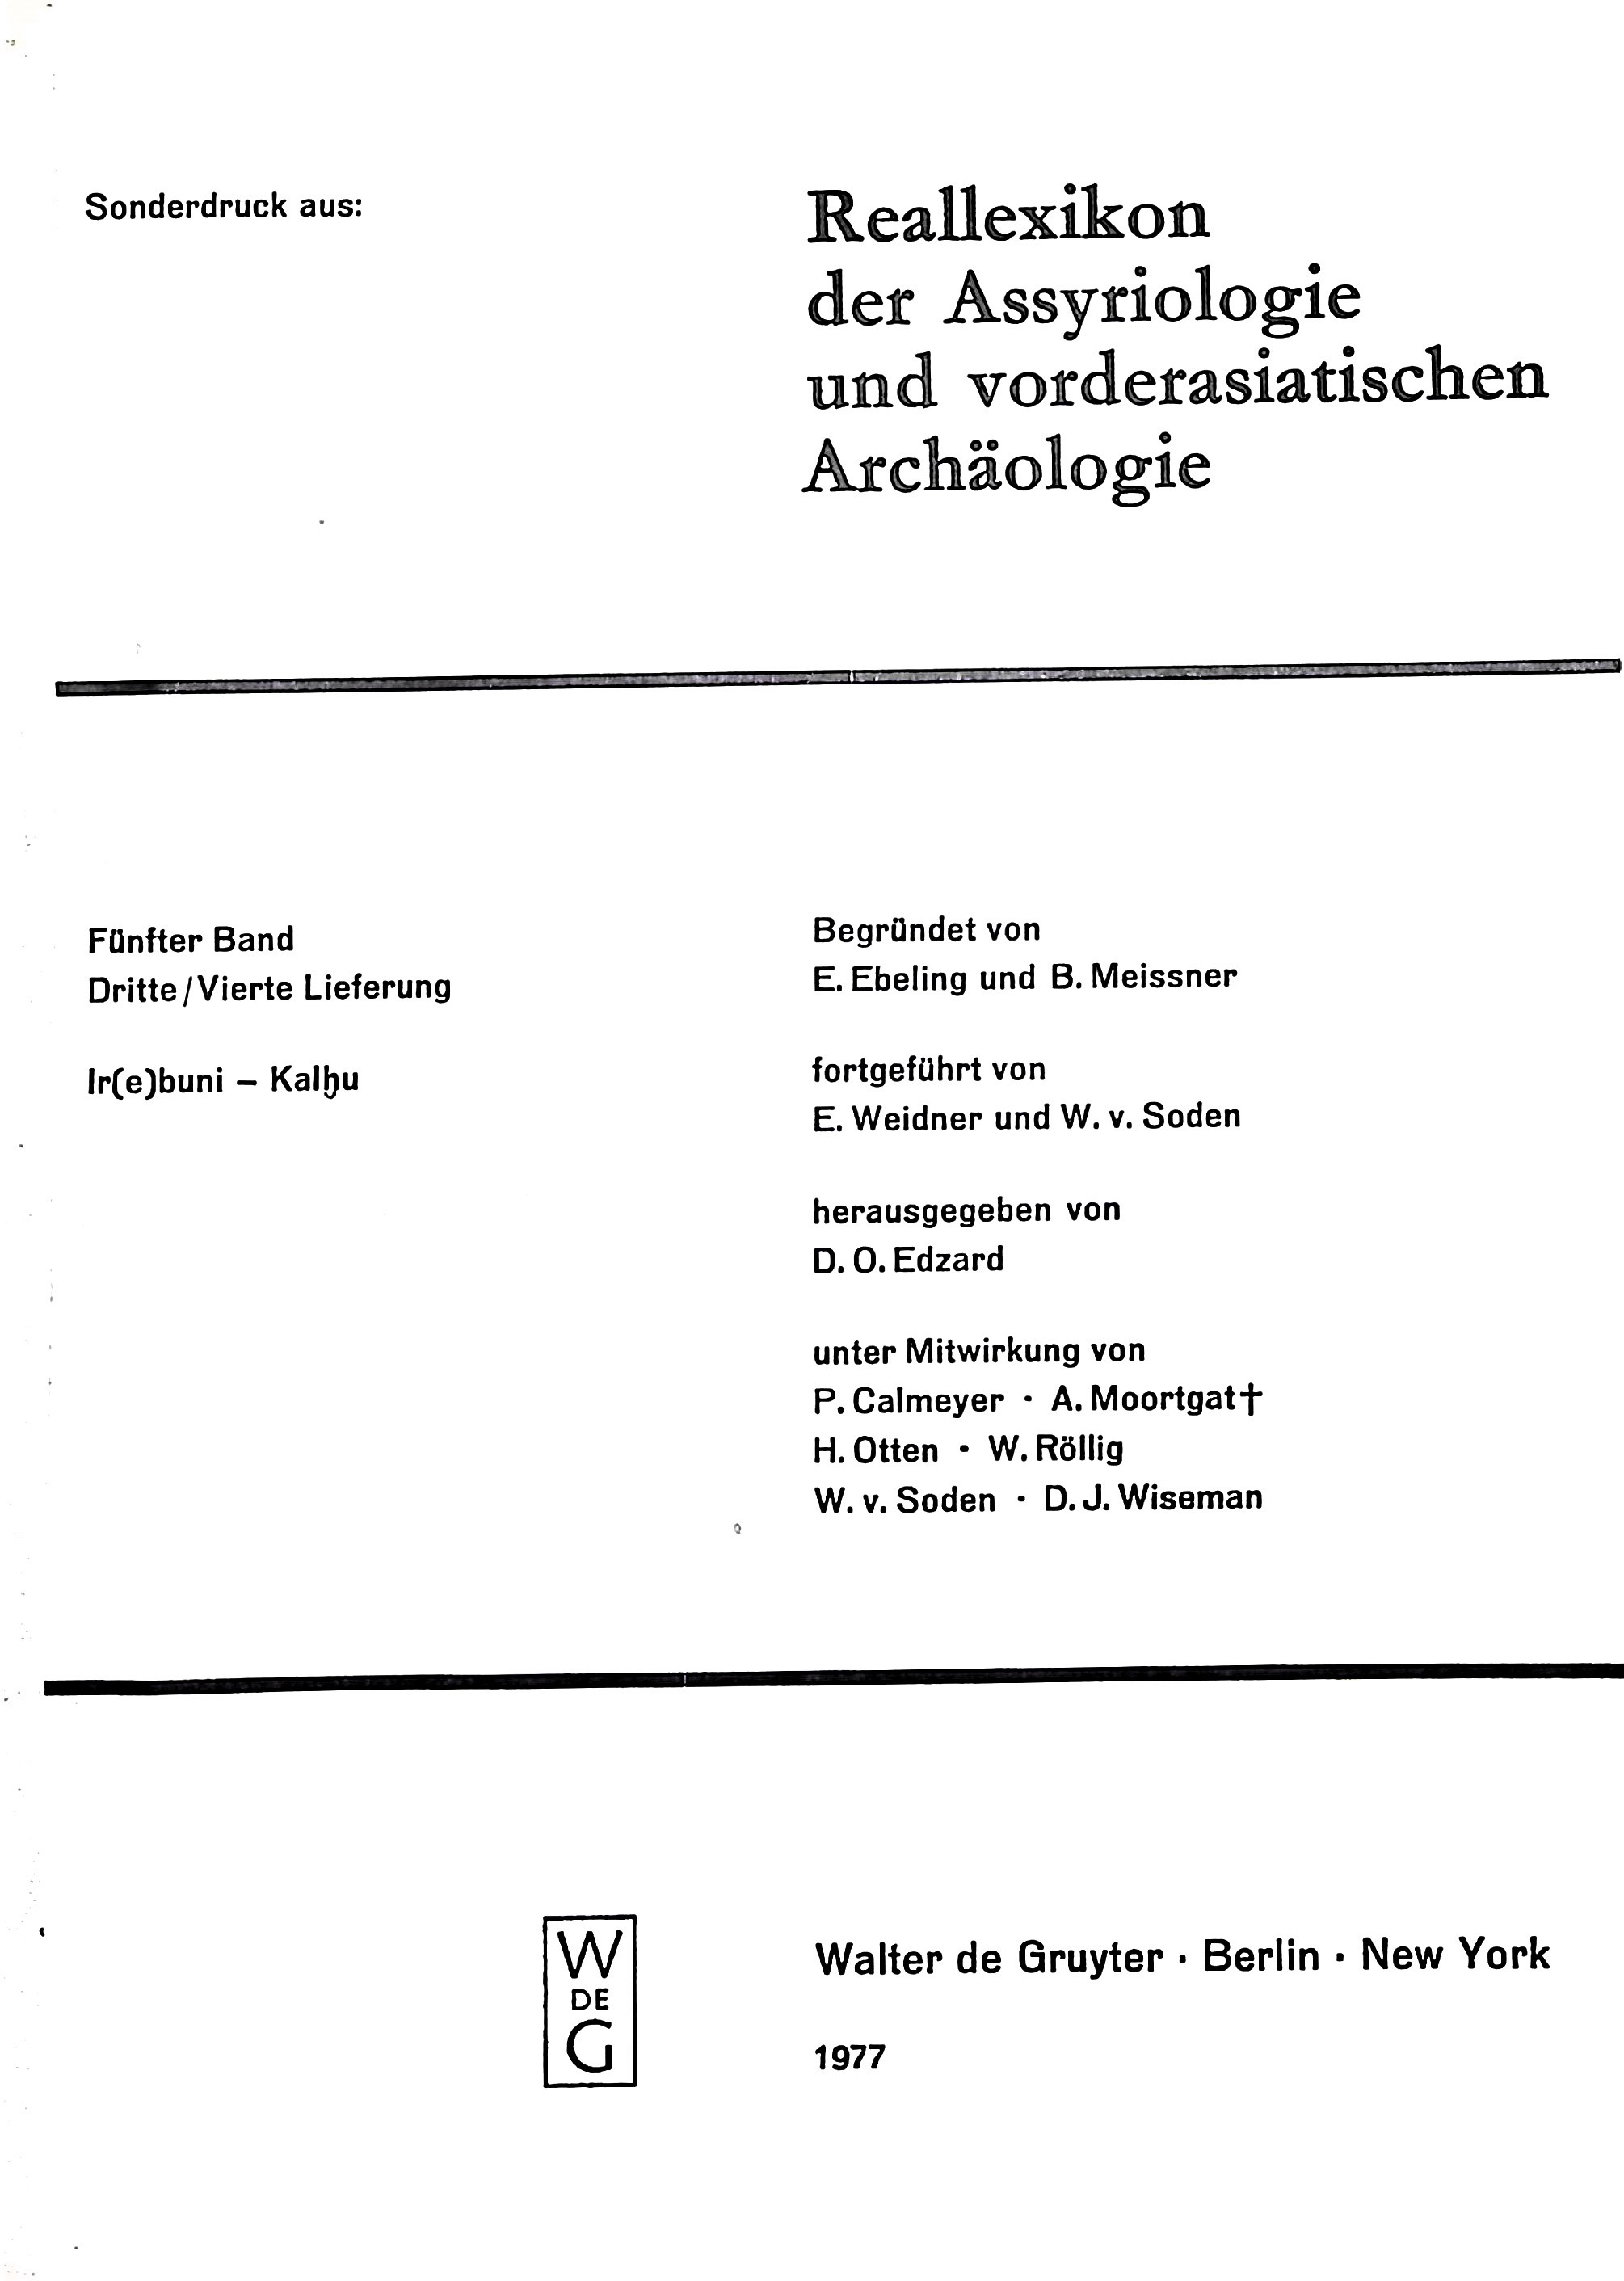 Sonderdruck aus:
Reallexikon
der Assyriologie
und vorderasiatischen
Archäologie
Fünfter Band
Dritte/Vierte Lieferung
Ir(e)buni – Kalḫu
Begründet von
E. Ebeling und B. Meissner
fortgeführt von
E. Weidner und W. v. Soden
herausgegeben von
D. O. Edzard
unter Mitwirkung von
P. Calmeyer · A. Moortgat†
H. Otten · W. Röllig
W. v. Soden · D. J. Wiseman
W
DE
G
Walter de Gruyter · Berlin · New York
1977